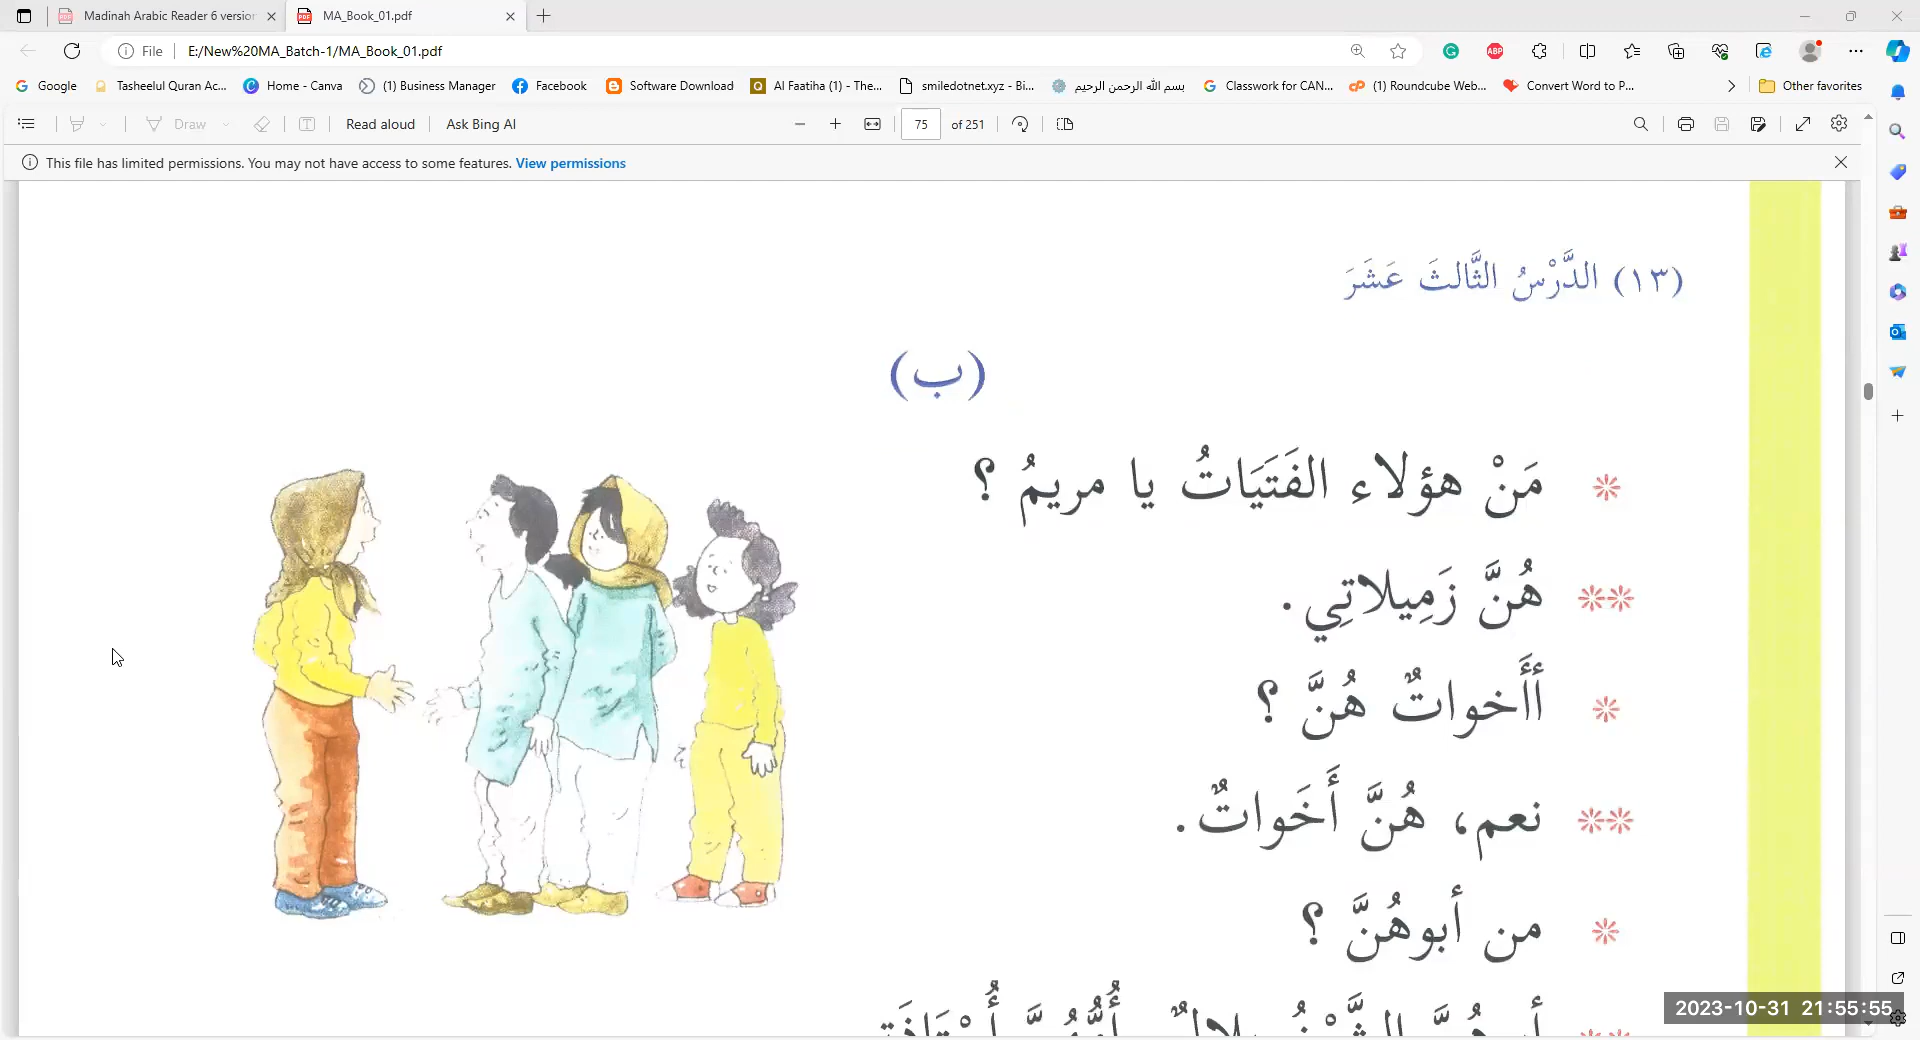 Madinah Arabic Reader 6 versio
MA_Book_01.pdf
File
E:/New%20MA_Batch-1/MA_Book_01.pdf
Google
Tasheelul Quran Ac...
Home - Canva
(1) Business Manager
Facebook
Software Download
Al Faatiha (1) - The...
smiledotnet.xyz - Bi...
بسم الله الرحمن الرحيم
Classwork for CAN...
(1) Roundcube Web...
Convert Word to P...
Other favorites
Draw
Read aloud
Ask Bing AI
75 of 251
This file has limited permissions. You may not have access to some features. View permissions
(١٣) الدَّرْسُ الثَّالثَ عَشَرَ
(ب)
مَنْ هؤلاء الفَتَيَاتُ يا مريمُ ؟
هُنَّ زَمِيلاتِي.
أَأَخواتٌ هُنَّ ؟
نعم، هُنَّ أَخَواتٌ.
من أبوهُنَّ ؟
2023-10-31 21:55:55